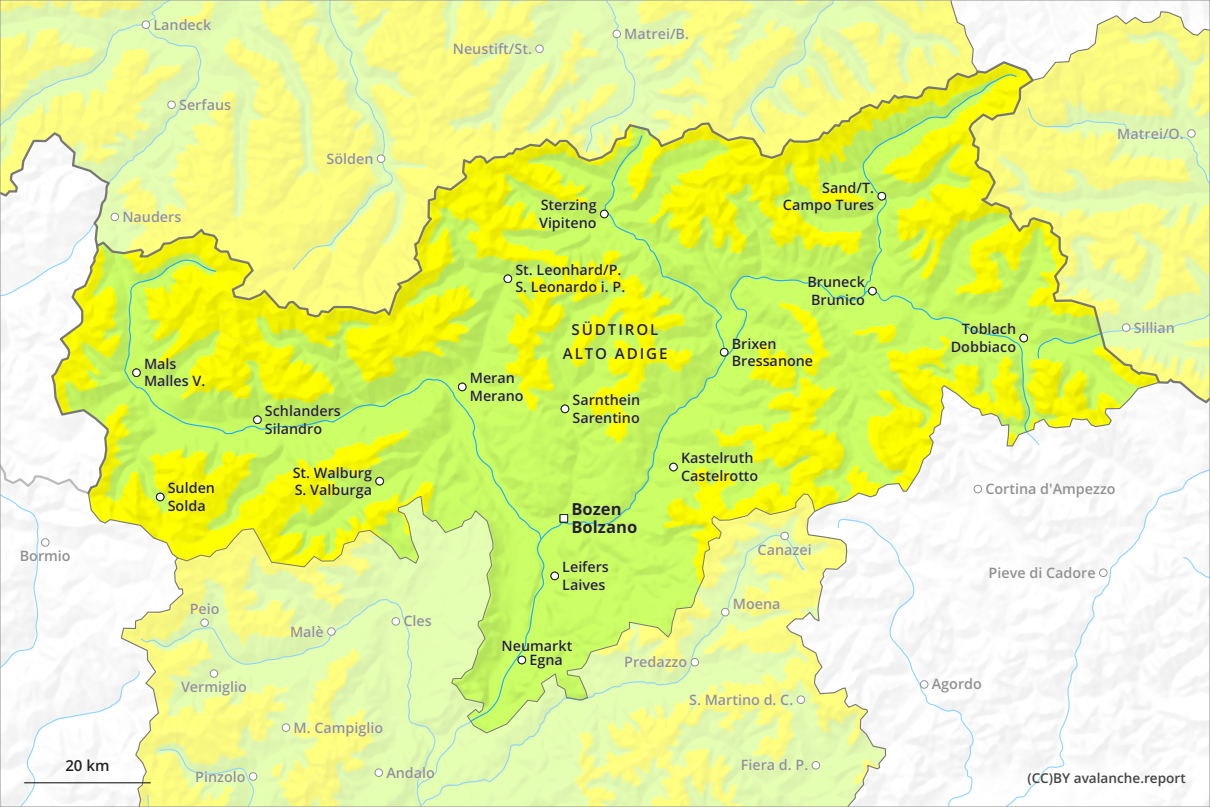 Landeck
Matrei/B.
Neustift/St.
Serfaus
Matrei/O.
Sölden
Sand/T.
Campo Tures
Sterzing
Vipiteno
Nauders
St. Leonhard/P.
S. Leonardo i. P.
Bruneck
Brunico
SÜDTIROL
ALTO ADIGE
Toblach
Dobbiaco
Sillian
Brixen
Bressanone
Mals
Malles V.
Meran
Merano
Sarnthein
Sarentino
Schlanders
Silandro
Kastelruth
Castelrotto
St. Walburg
S. Valburga
Sulden
Solda
Cortina d'Ampezzo
Bozen
Bolzano
Bormio
Canazei
Leifers
Laives
Pieve di Cadore
Peio
Moena
Malè
Cles
Neumarkt
Egna
Predazzo
Vermiglio
Agordo
S. Martino d. C.
M. Campiglio
20 km
Pinzolo
Andalo
Fiera d. P.
(CC)BY avalanche.report